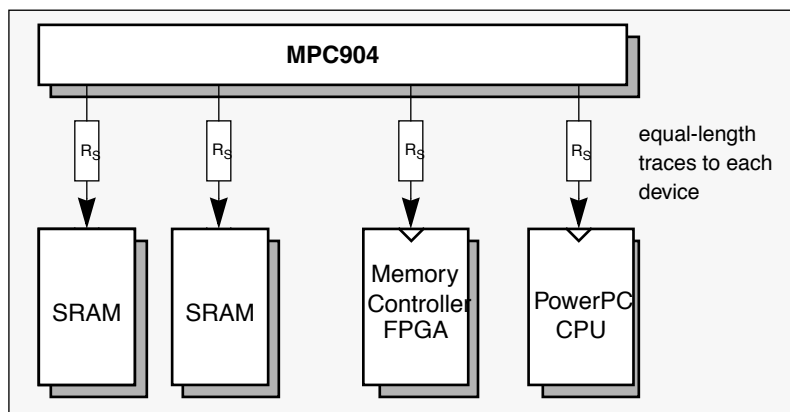 MPC904
RS RS RS RS
equal-length
traces to each
device
SRAM
SRAM
Memory
Controller
FPGA
PowerPC
CPU